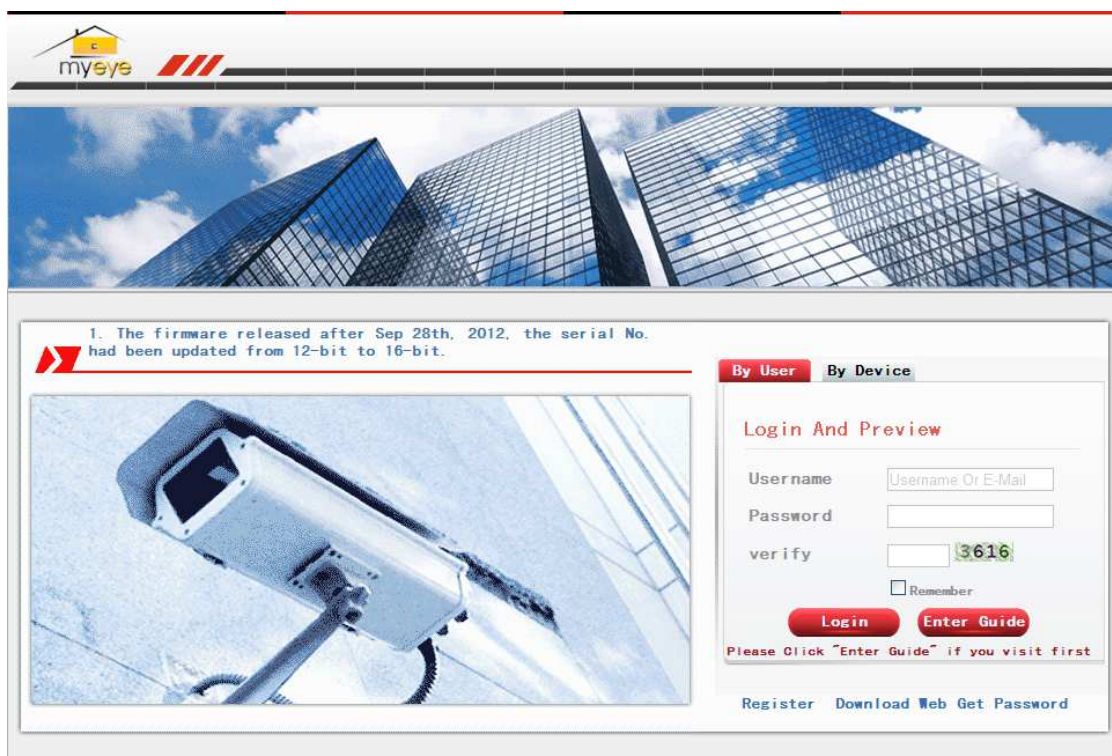 myeye
1. The firmware released after Sep 28th, 2012, the serial No.
had been updated from 12-bit to 16-bit.
By User By Device
Login And Preview
Username Username Or E-Mail
Password
verify 3616
Remember
Login Enter Guide
Please Click "Enter Guide" if you visit first
Register Download Web Get Password